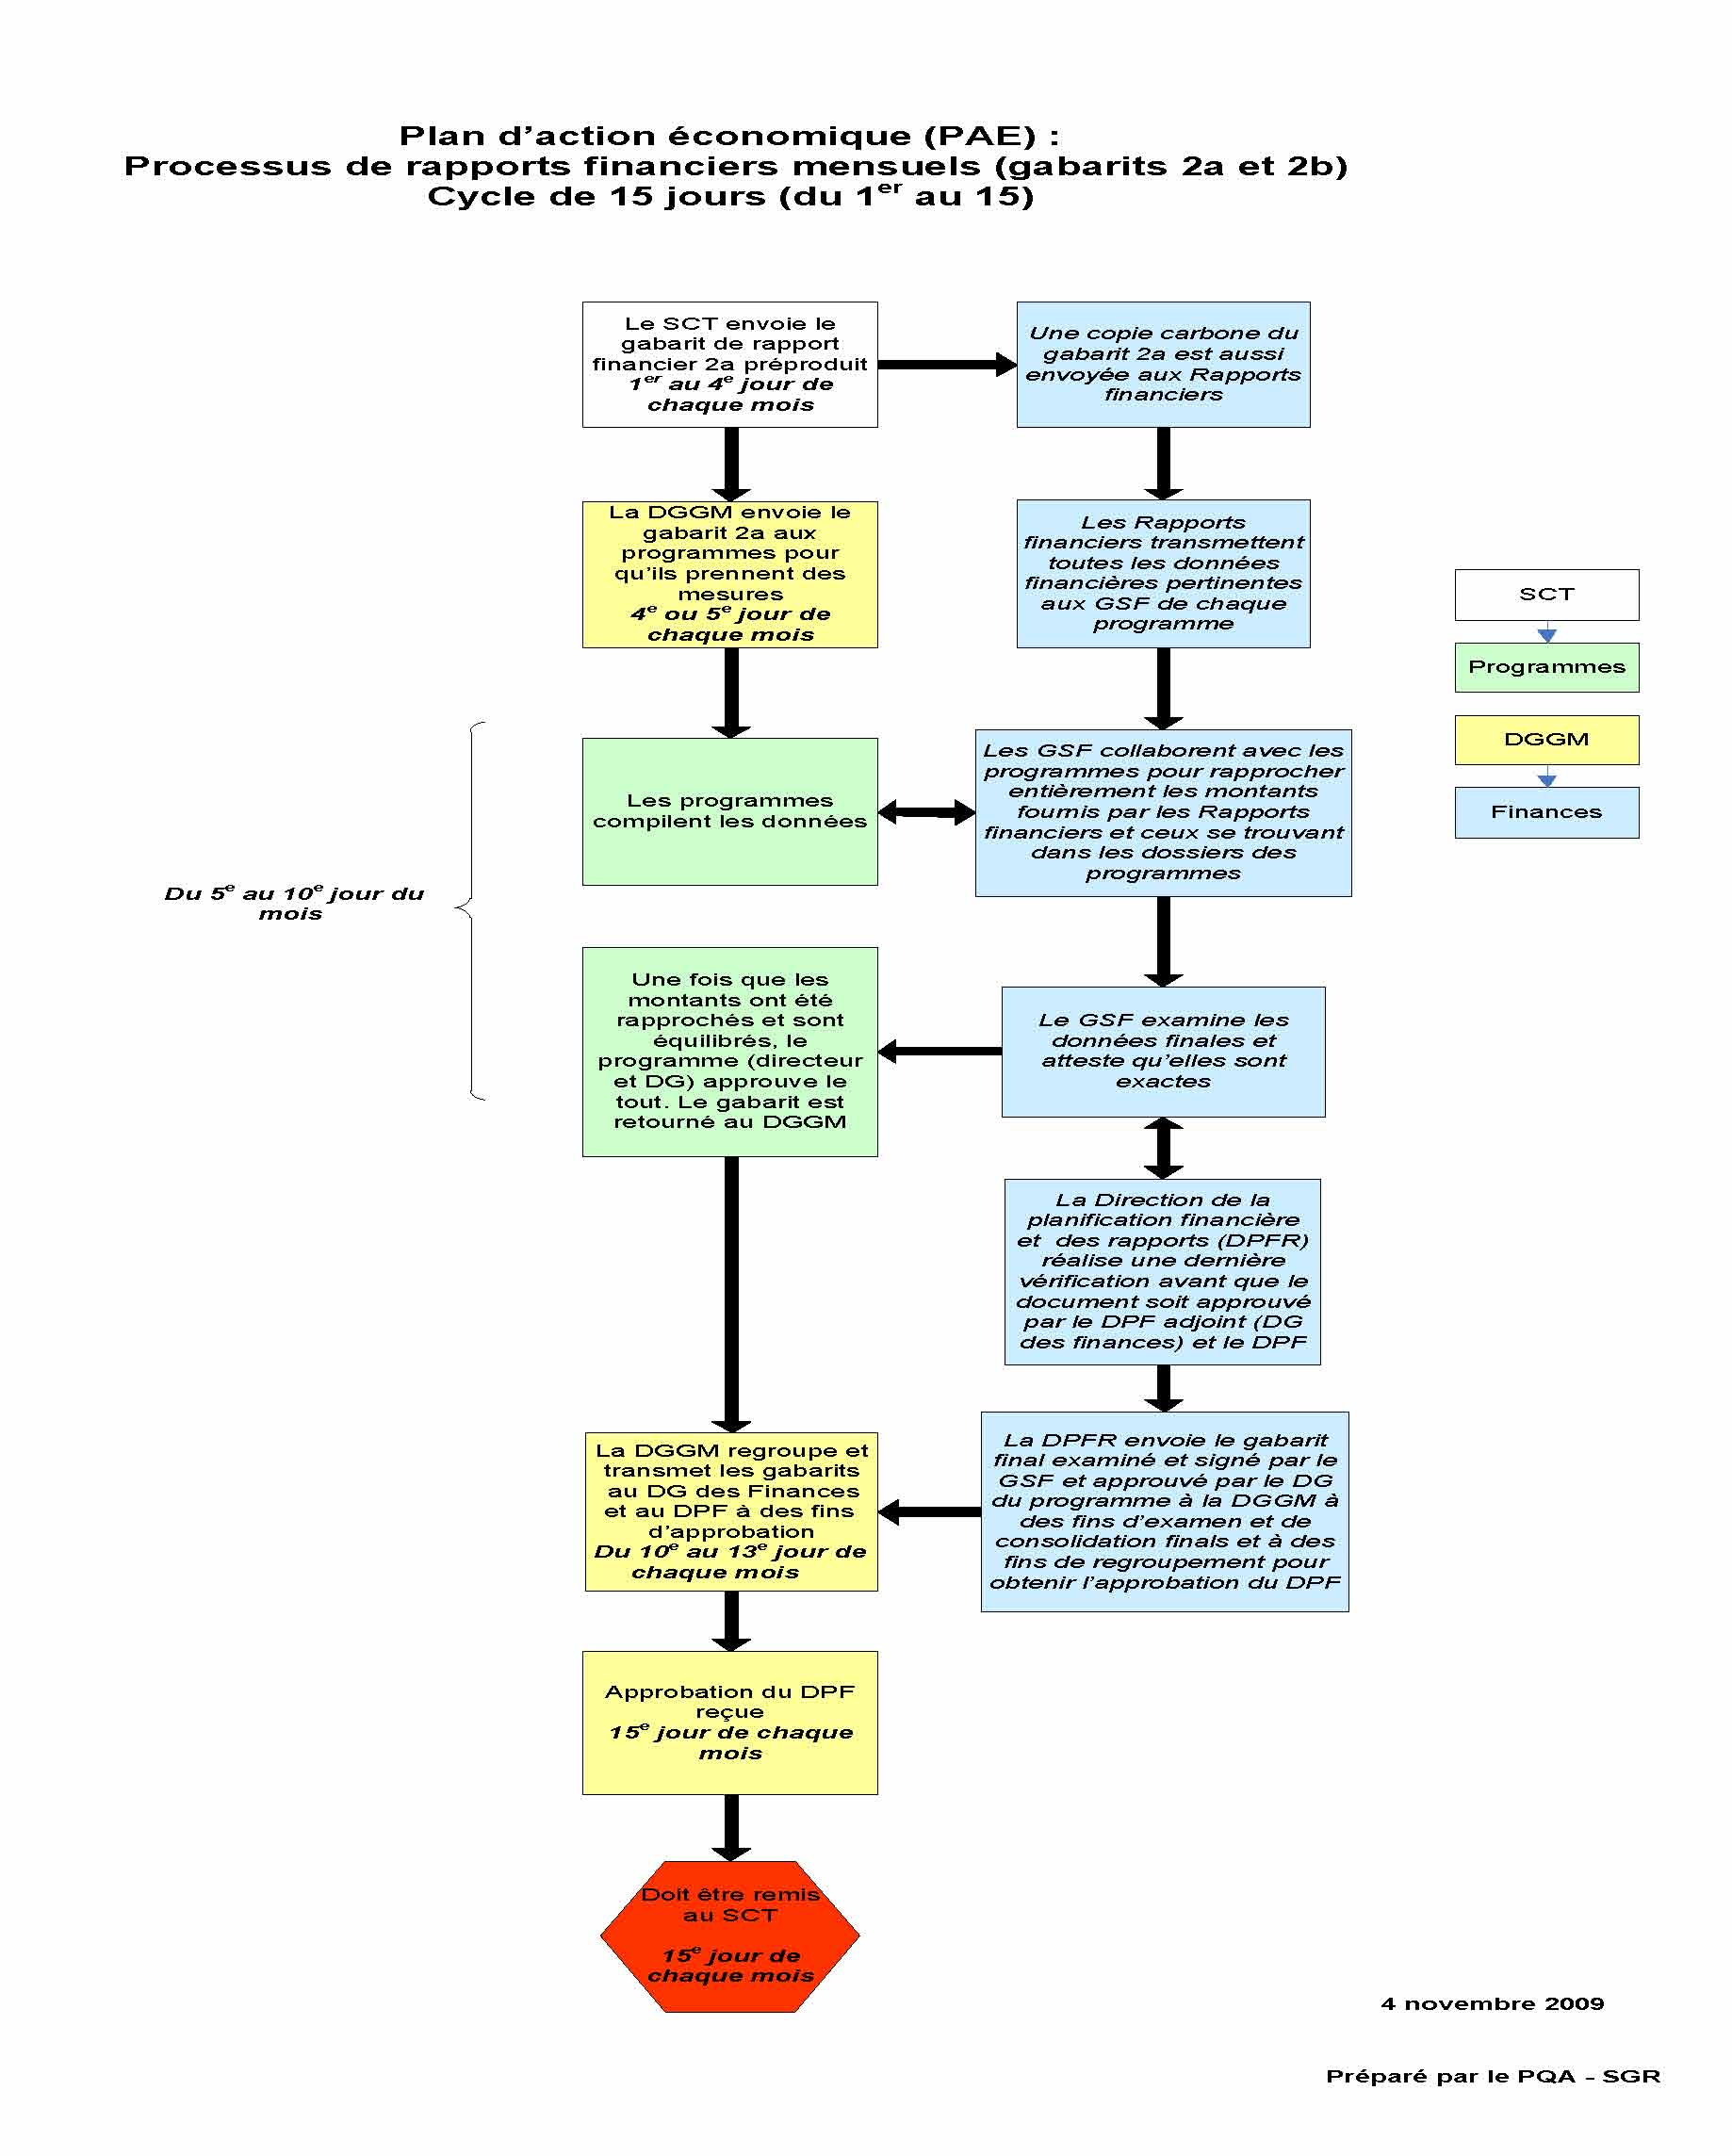 Plan d’action économique (PAE) :
Processus de rapports financiers mensuels (gabarits 2a et 2b)
Cycle de 15 jours (du 1er au 15)
Le SCT envoie le
gabarit de rapport
financier 2a préproduit
1er au 4e jour de
chaque mois
Une copie carbone du
gabarit 2a est aussi
envoyée aux Rapports
financiers
La DGGM envoie le
gabarit 2a aux
programmes pour
qu’ils prennent des
mesures
4e ou 5e jour de
chaque mois
Les Rapports
financiers transmettent
toutes les données
financières pertinentes
aux GSF de chaque
programme
SCT
Programmes
DGGM
Finances
Les programmes
compilent les données
Les GSF collaborent avec les
programmes pour rapprocher
entièrement les montants
fournis par les Rapports
financiers et ceux se trouvant
dans les dossiers des
programmes
Du 5e au 10e jour du
mois
Une fois que les
montants ont été
rapprochés et sont
équilibrés, le
programme (directeur
et DG) approuve le
tout. Le gabarit est
retourné au DGGM
Le GSF examine les
données finales et
atteste qu’elles sont
exactes
La Direction de la
planification financière
et des rapports (DPFR)
réalise une dernière
vérification avant que le
document soit approuvé
par le DPF adjoint (DG
des finances) et le DPF
La DGGM regroupe et
transmet les gabarits
au DG des Finances
et au DPF à des fins
d’approbation
Du 10e au 13e jour de
chaque mois
La DPFR envoie le gabarit
final examiné et signé par le
GSF et approuvé par le DG
du programme à la DGGM à
des fins d’examen et de
consolidation finals et à des
fins de regroupement pour
obtenir l’approbation du DPF
Approbation du DPF
reçue
15e jour de chaque
mois
Doit être remis
au SCT
15e jour de
chaque mois
4 novembre 2009
Préparé par le PQA - SGR